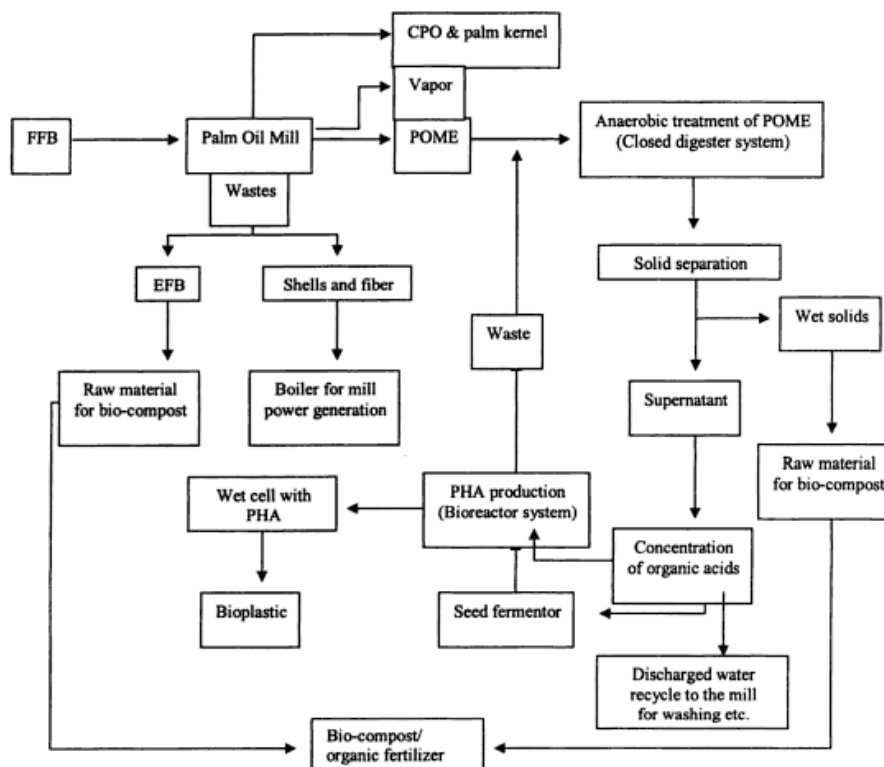 CPO & palm kernel
Vapor
FFB
Palm Oil Mill
POME
Anaerobic treatment of POME
(Closed digester system)
Wastes
EFB
Shells and fiber
Solid separation
Waste
Wet solids
Raw material
for bio-compost
Boiler for mill
power generation
Supernatant
Raw material
for bio-compost
Wet cell with
PHA
PHA production
(Bioreactor system)
Concentration
of organic acids
Bioplastic
Seed fermentor
Discharged water
recycle to the mill
for washing etc.
Bio-compost/
organic fertilizer